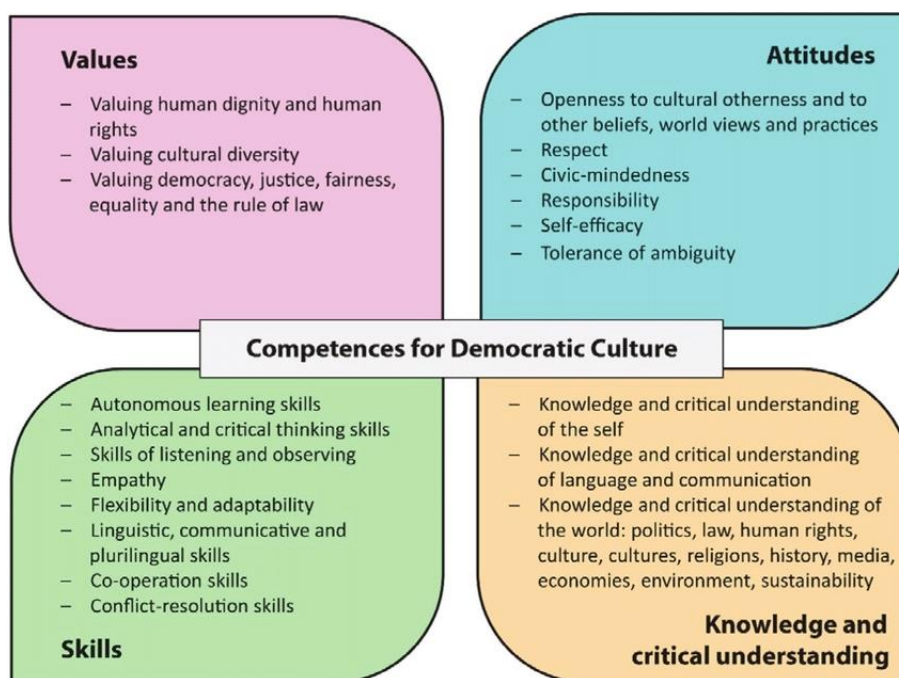 Values
– Valuing human dignity and human
rights
– Valuing cultural diversity
– Valuing democracy, justice, fairness,
equality and the rule of law
Attitudes
– Openness to cultural otherness and to
other beliefs, world views and practices
– Respect
– Civic-mindedness
– Responsibility
– Self-efficacy
– Tolerance of ambiguity
Competences for Democratic Culture
– Autonomous learning skills
– Analytical and critical thinking skills
– Skills of listening and observing
– Empathy
– Flexibility and adaptability
– Linguistic, communicative and
plurilingual skills
– Co-operation skills
– Conflict-resolution skills
Skills
– Knowledge and critical understanding
of the self
– Knowledge and critical understanding
of language and communication
– Knowledge and critical understanding of
the world: politics, law, human rights,
culture, cultures, religions, history, media,
economies, environment, sustainability
Knowledge and
critical understanding